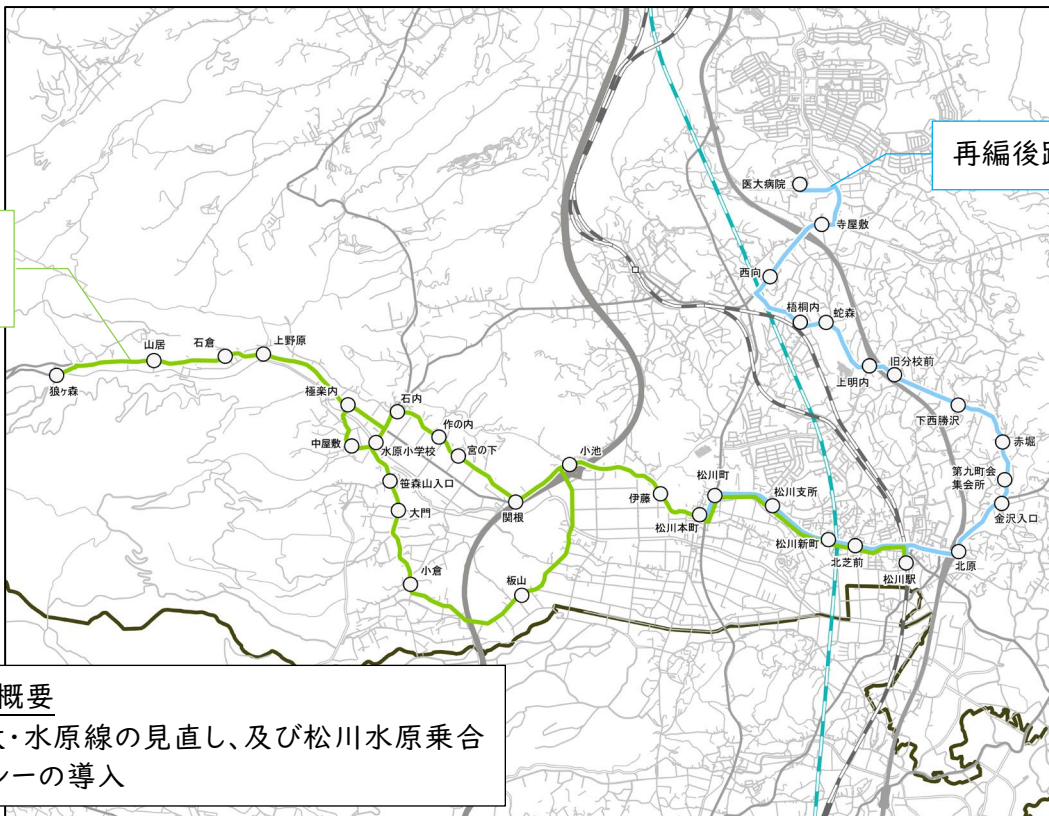 医大病院
再編後路
寺屋敷
西向
梧桐内
蛇森
上明内
旧分校前
下西勝沢
赤堀
第九町会
集会所
金沢入口
北原
狼ヶ森
山居
石倉
上野原
極楽内
石内
作の内
宮の下
中屋敷
水原小学校
笹森山入口
大門
小倉
板山
関根
小池
伊藤
松川本町
松川町
松川支所
松川新町
北芝前
松川駅
概要
・水原線の見直し、及び松川水原乗合
シーの導入